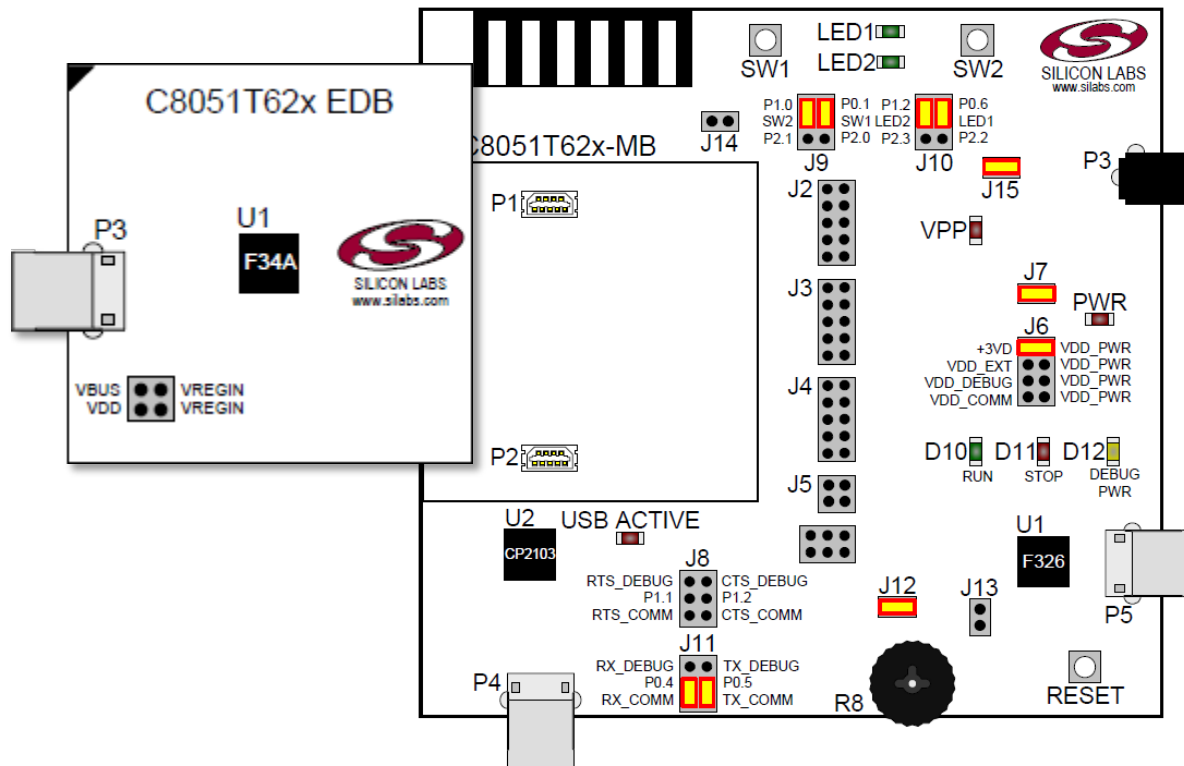 LED1
LED2
SW1
SW2
SILICON LABS
www.silabs.com
C8051T62x EDB
P3
U1
F34A
SILICON LABS
www.silabs.com
VBUS VREGIN
VDD VREGIN
C8051T62x-MB
J14
P1.0 P0.1
SW2 SW1
P2.1 P2.0
J9
P1.2 P0.6
LED2 LED1
P2.3 P2.2
J10
J15
P3
P1
J2
VPP
J3
J7
PWR
J6
+3VD VDD_PWR
VDD_EXT VDD_PWR
VDD_DEBUG VDD_PWR
VDD_COMM VDD_PWR
J4
P2
J5
D10
RUN
D11
STOP
D12
DEBUG
PWR
U2
CP2103
USB ACTIVE
U1
F326
P5
J8
RTS_DEBUG CTS_DEBUG
P1.1 P1.2
RTS_COMM CTS_COMM
J12
J13
J11
RX_DEBUG TX_DEBUG
P0.4 P0.5
RX_COMM TX_COMM
P4
R8
RESET